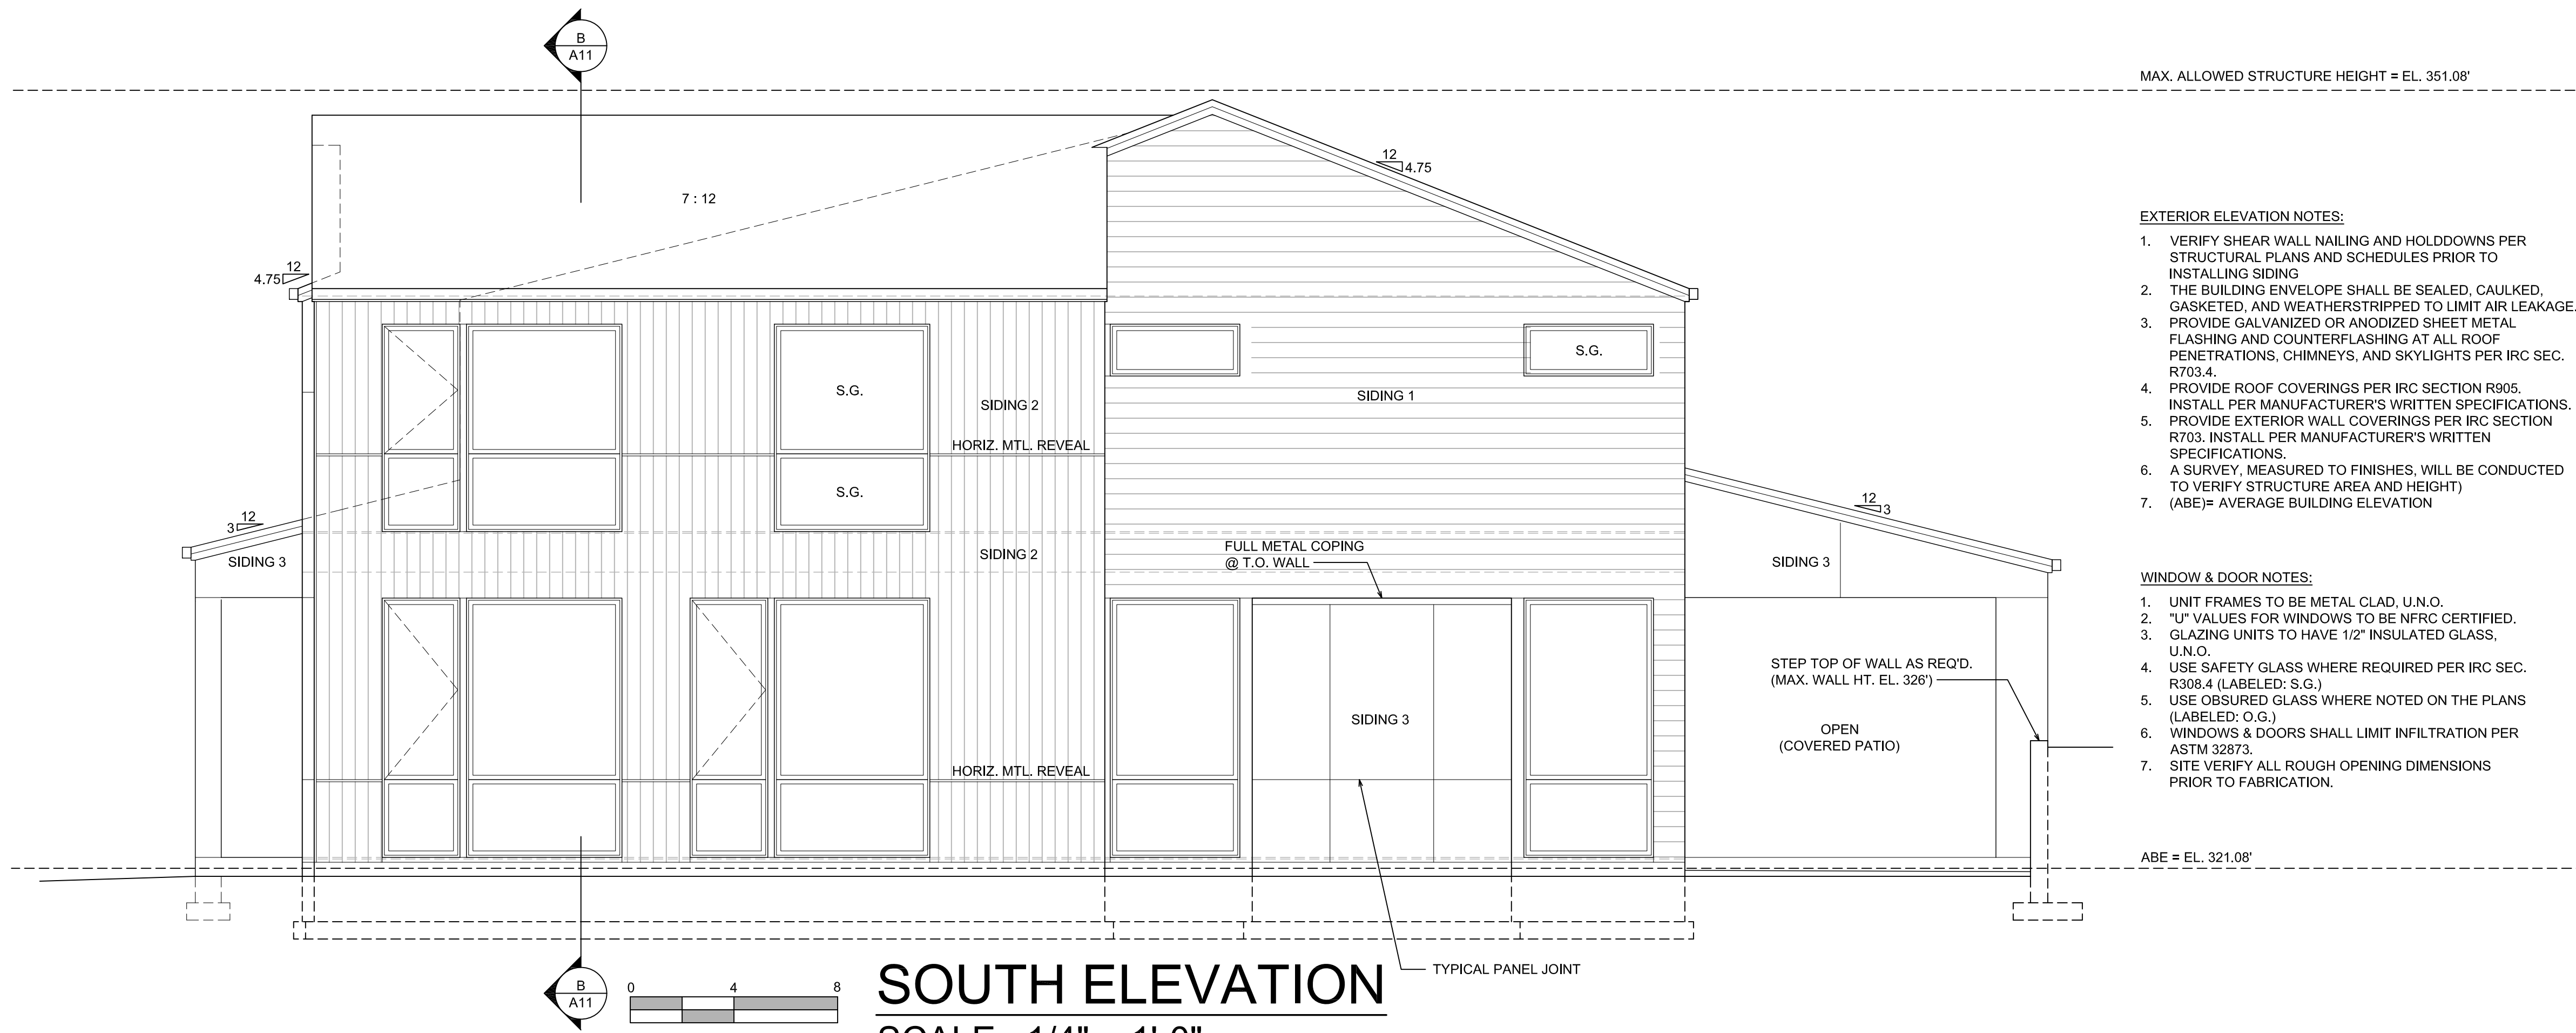 B
A11
MAX. ALLOWED STRUCTURE HEIGHT = EL. 351.08'
12
4.75
7 : 12
12
4.75
S.G.
S.G.
SIDING 2
SIDING 1
HORIZ. MTL. REVEAL
S.G.
12
3
12
3
SIDING 3
SIDING 2
FULL METAL COPING
@ T.O. WALL
SIDING 3
STEP TOP OF WALL AS REQ'D.
(MAX. WALL HT. EL. 326')
SIDING 3
OPEN
(COVERED PATIO)
HORIZ. MTL. REVEAL
EXTERIOR ELEVATION NOTES:
1. VERIFY SHEAR WALL NAILING AND HOLDDOWNS PER
STRUCTURAL PLANS AND SCHEDULES PRIOR TO
INSTALLING SIDING
2. THE BUILDING ENVELOPE SHALL BE SEALED, CAULKED,
GASKETED, AND WEATHERSTRIPPED TO LIMIT AIR LEAKAGE.
3. PROVIDE GALVANIZED OR ANODIZED SHEET METAL
FLASHING AND COUNTERFLASHING AT ALL ROOF
PENETRATIONS, CHIMNEYS, AND SKYLIGHTS PER IRC SEC.
R703.4.
4. PROVIDE ROOF COVERINGS PER IRC SECTION R905.
INSTALL PER MANUFACTURER'S WRITTEN SPECIFICATIONS.
5. PROVIDE EXTERIOR WALL COVERINGS PER IRC SECTION
R703. INSTALL PER MANUFACTURER'S WRITTEN
SPECIFICATIONS.
6. A SURVEY, MEASURED TO FINISHES, WILL BE CONDUCTED
TO VERIFY STRUCTURE AREA AND HEIGHT)
7. (ABE)= AVERAGE BUILDING ELEVATION
WINDOW & DOOR NOTES:
1. UNIT FRAMES TO BE METAL CLAD, U.N.O.
2. "U" VALUES FOR WINDOWS TO BE NFRC CERTIFIED.
3. GLAZING UNITS TO HAVE 1/2" INSULATED GLASS,
U.N.O.
4. USE SAFETY GLASS WHERE REQUIRED PER IRC SEC.
R308.4 (LABELED: S.G.)
5. USE OBSURED GLASS WHERE NOTED ON THE PLANS
(LABELED: O.G.)
6. WINDOWS & DOORS SHALL LIMIT INFILTRATION PER
ASTM 32873.
7. SITE VERIFY ALL ROUGH OPENING DIMENSIONS
PRIOR TO FABRICATION.
ABE = EL. 321.08'
TYPICAL PANEL JOINT
B
A11
0 4 8
SOUTH ELEVATION